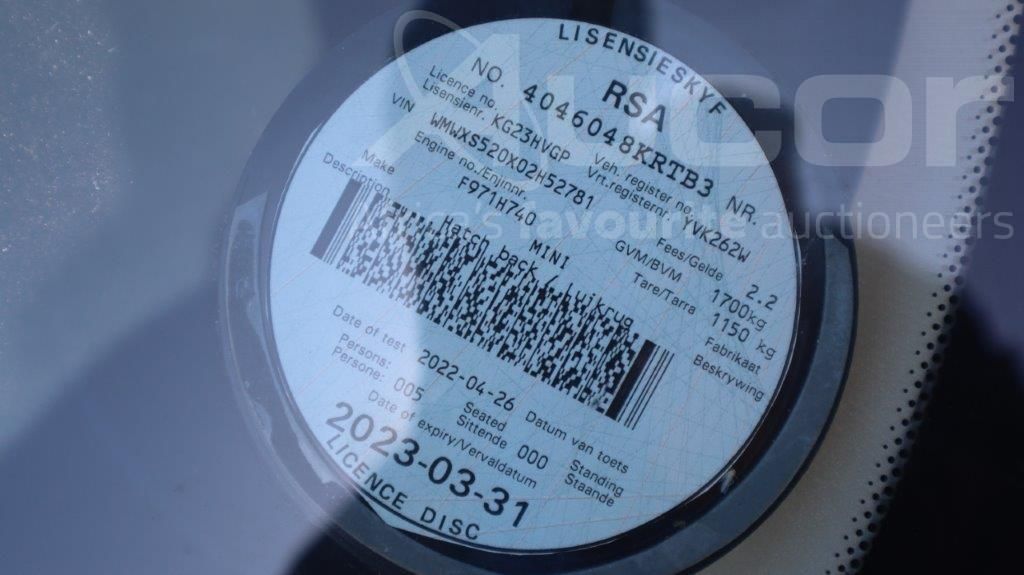 LISENSIESKYF
RSA
NO. 4046048KRTB3 NR.
Licence no. Veh. register no.
Lisensienr. KG23HVGP Vrt.registernr. TVK262W
VIN WMWXS520X02H52781 Fees/Gelde 2.2
Engine no./Enjinnr. GVM/BVM 1700kg
F971H740 Tare/Tarra 1150 kg
Make MINI Fabrikaat
Description Hatch back / Luikrug Beskrywing
Date of test 2022-04-26 Datum van toets
Persons: Seated Standing
Persone: 005 Sittende 000 Staande
Date of expiry/Vervaldatum
2023-03-31
LICENCE DISC
Aucor
favourite auctioneers